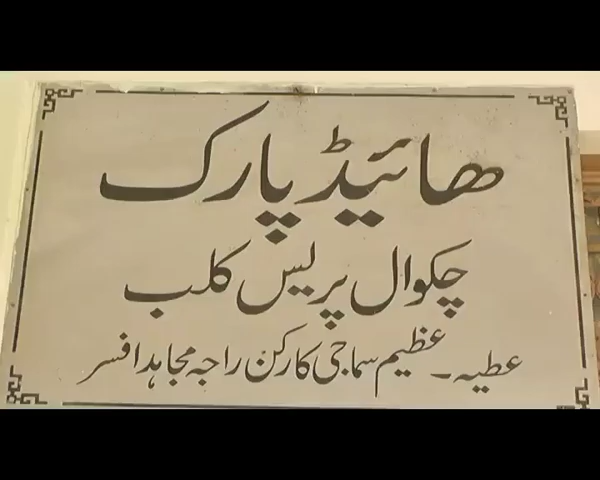 ھائیڈ پارک
چکوال پریس کلب
عطیہ ۔ عظیم سماجی کارکن راجہ مجاہد افسر